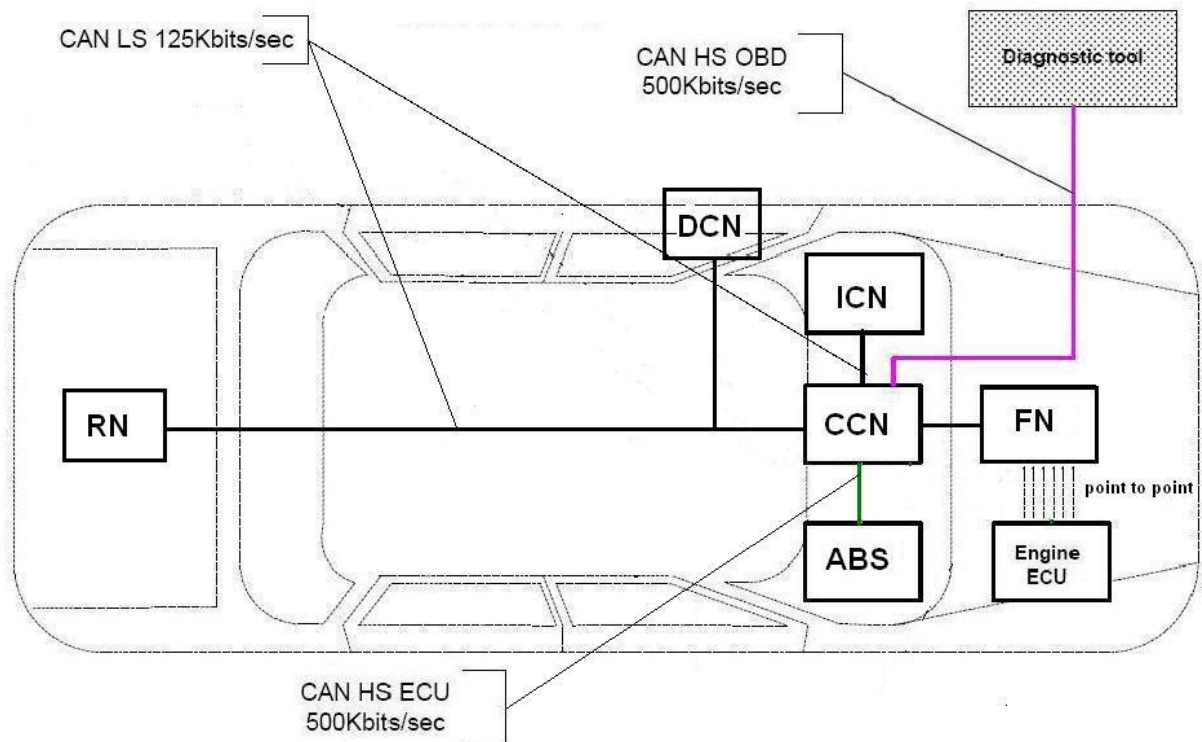 CAN LS 125Kbits/sec
CAN HS OBD
500Kbits/sec
Diagnostic tool
DCN
ICN
RN
CCN
FN
point to point
ABS
Engine
ECU
CAN HS ECU
500Kbits/sec